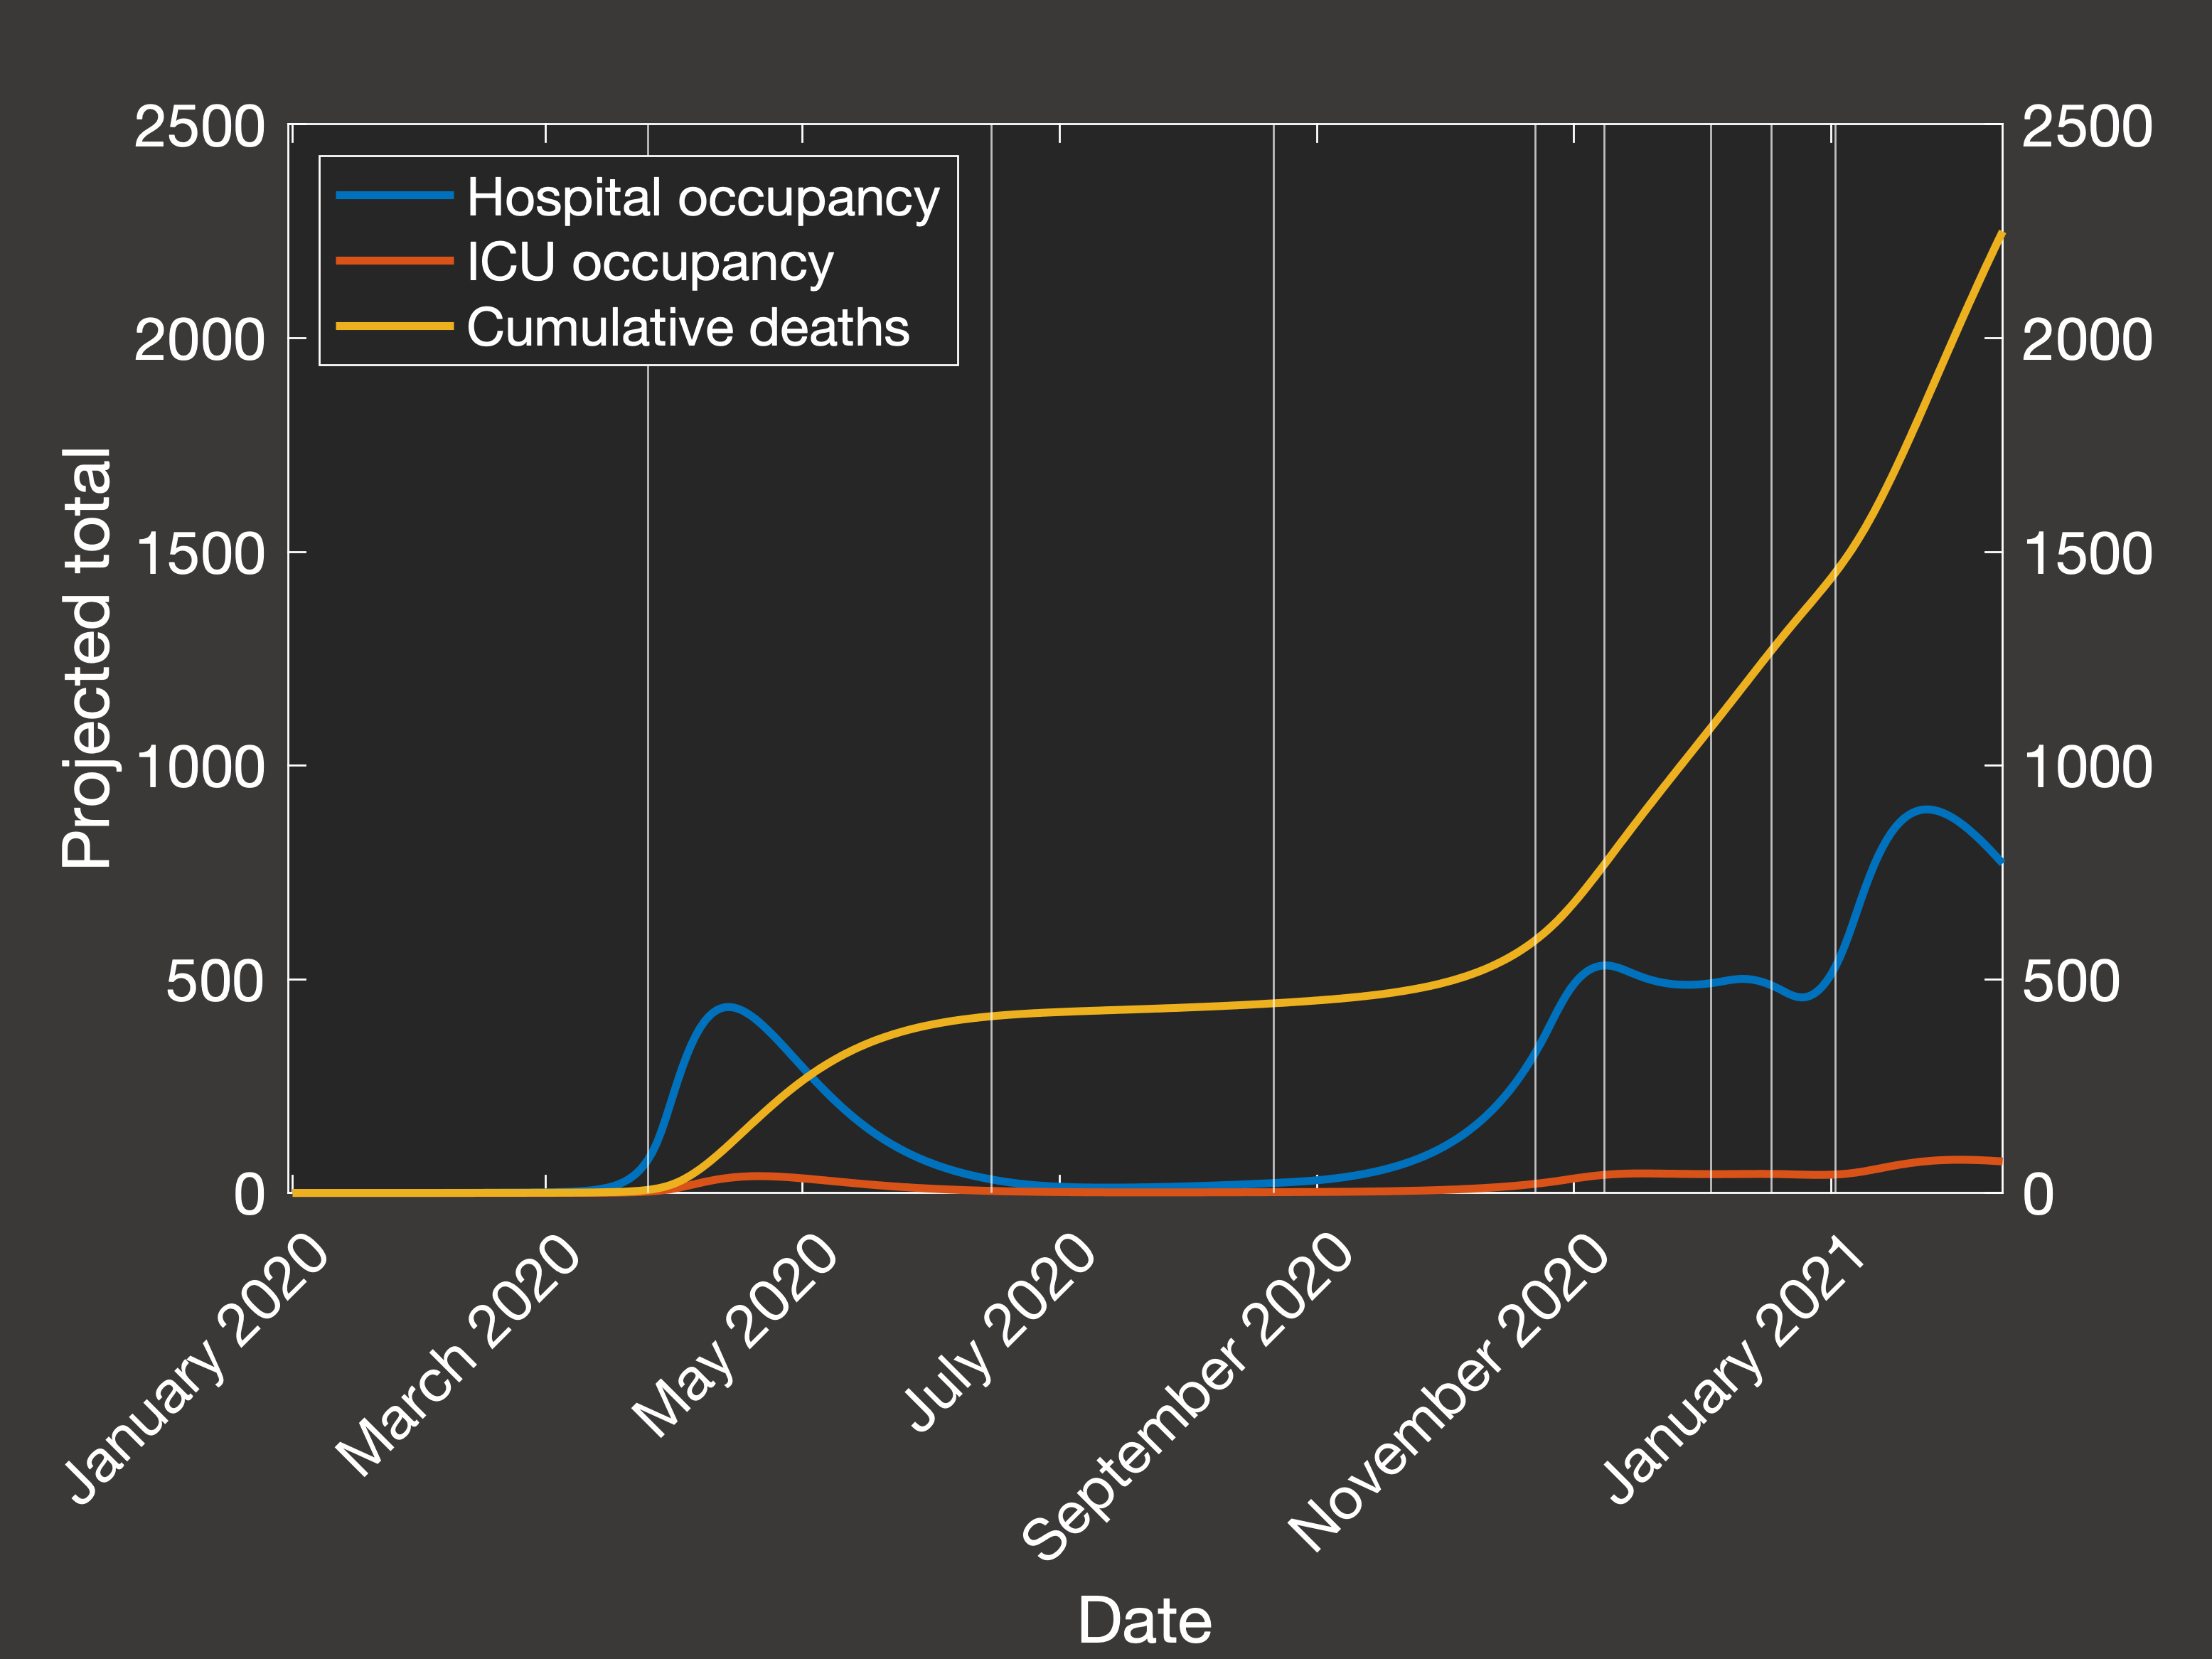 2500
2000
1500
1000
500
0
2500
2000
1500
1000
500
0
Projected total
Hospital occupancy
ICU occupancy
Cumulative deaths
January 2020
March 2020
May 2020
July 2020
September 2020
November 2020
January 2021
Date